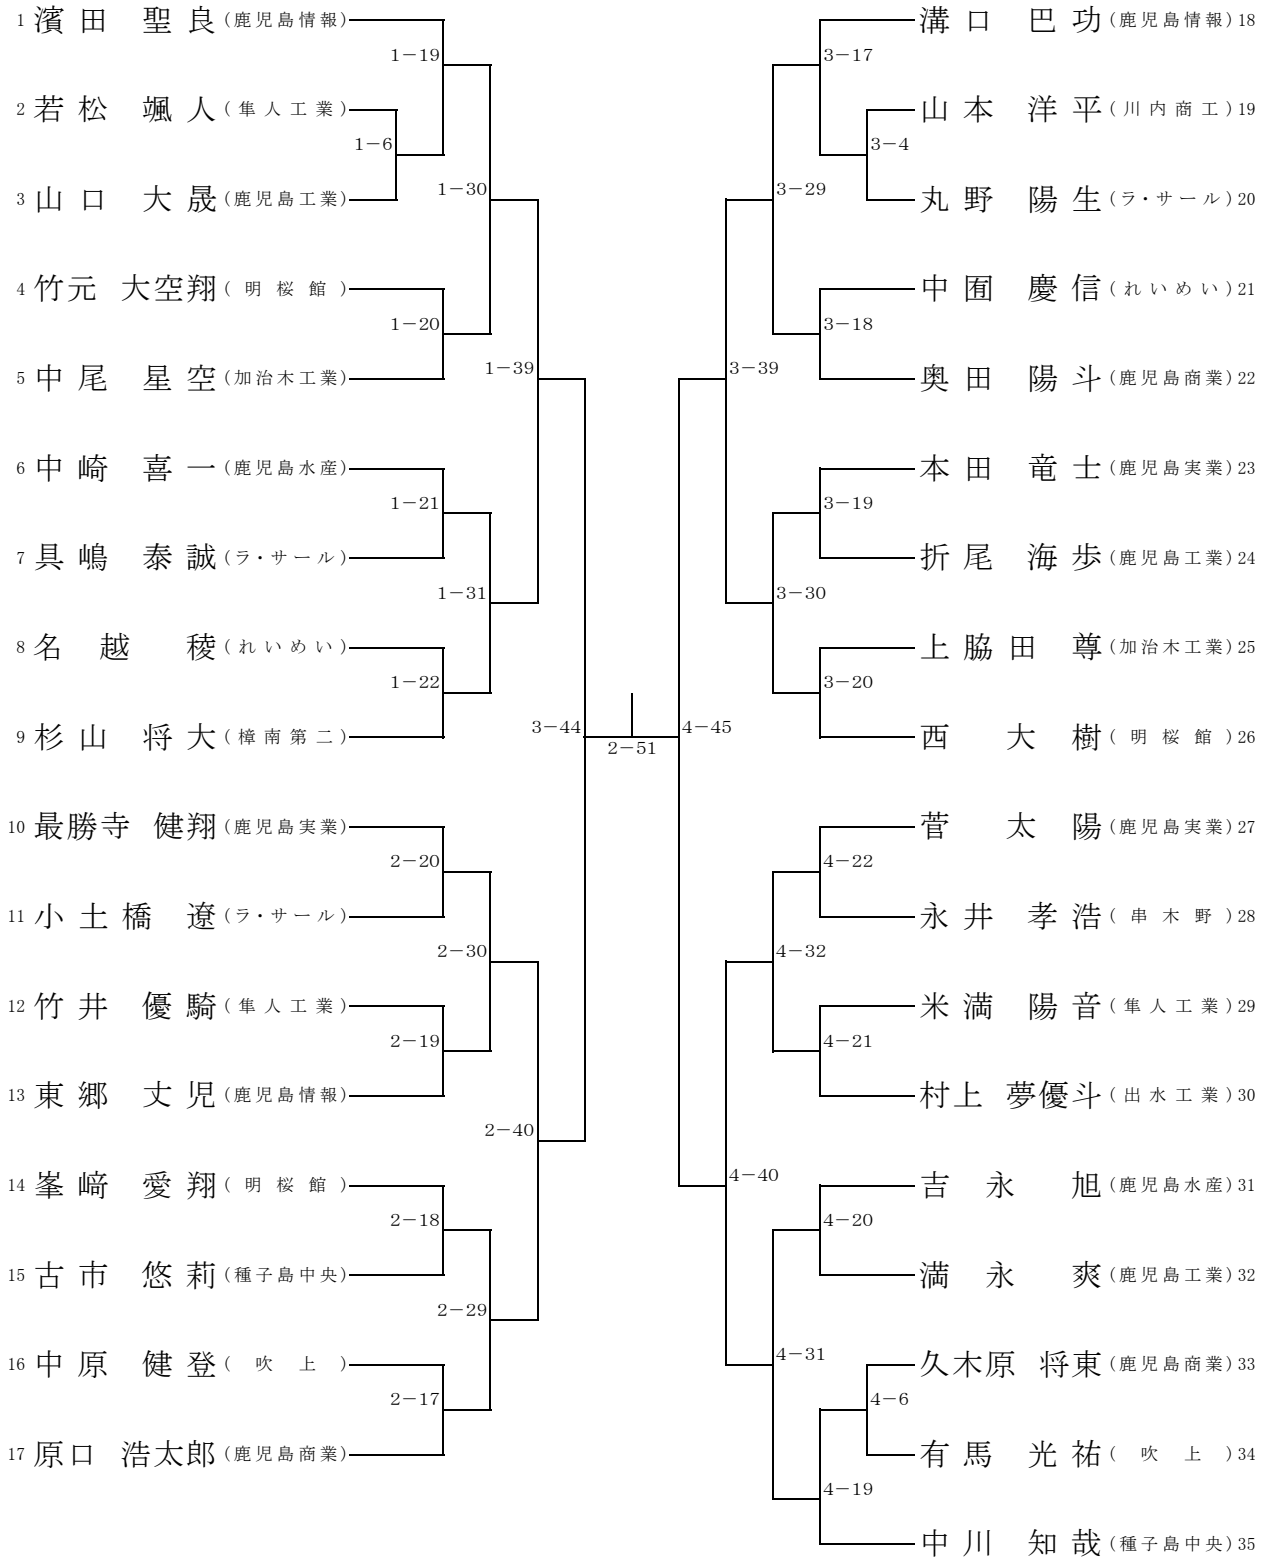 1 濱田 聖良 (鹿児島情報)
1-19
2 若松 颯人 (隼人工業)
1-6
3 山口 大晟 (鹿児島工業)
1-30
4 竹元 大空翔 (明桜館)
1-20
5 中尾 星空 (加治木工業)
1-39
6 中崎 喜一 (鹿児島水産)
1-21
7 具嶋 泰誠 (ラ・サール)
1-31
8 名越 稜 (れいめい)
1-22
9 杉山 将大 (樟南第二)
3-44
10 最勝寺 健翔 (鹿児島実業)
2-20
11 小土橋 遼 (ラ・サール)
2-30
12 竹井 優騎 (隼人工業)
2-19
13 東郷 丈児 (鹿児島情報)
2-40
14 峯﨑 愛翔 (明桜館)
2-18
15 古市 悠莉 (種子島中央)
2-29
16 中原 健登 (吹上)
2-17
17 原口 浩太郎 (鹿児島商業)
2-51
溝口 巴功 (鹿児島情報) 18
3-17
山本 洋平 (川内商工) 19
3-4
丸野 陽生 (ラ・サール) 20
3-29
中囿 慶信 (れいめい) 21
3-18
奥田 陽斗 (鹿児島商業) 22
3-39
本田 竜士 (鹿児島実業) 23
3-19
折尾 海歩 (鹿児島工業) 24
3-30
上脇田 尊 (加治木工業) 25
3-20
西 大樹 (明桜館) 26
4-45
菅 太陽 (鹿児島実業) 27
4-22
永井 孝浩 (串木野) 28
4-32
米満 陽音 (隼人工業) 29
4-21
村上 夢優斗 (出水工業) 30
4-40
吉永 旭 (鹿児島水産) 31
4-20
満永 爽 (鹿児島工業) 32
4-31
久木原 将東 (鹿児島商業) 33
4-6
有馬 光祐 (吹上) 34
4-19
中川 知哉 (種子島中央) 35